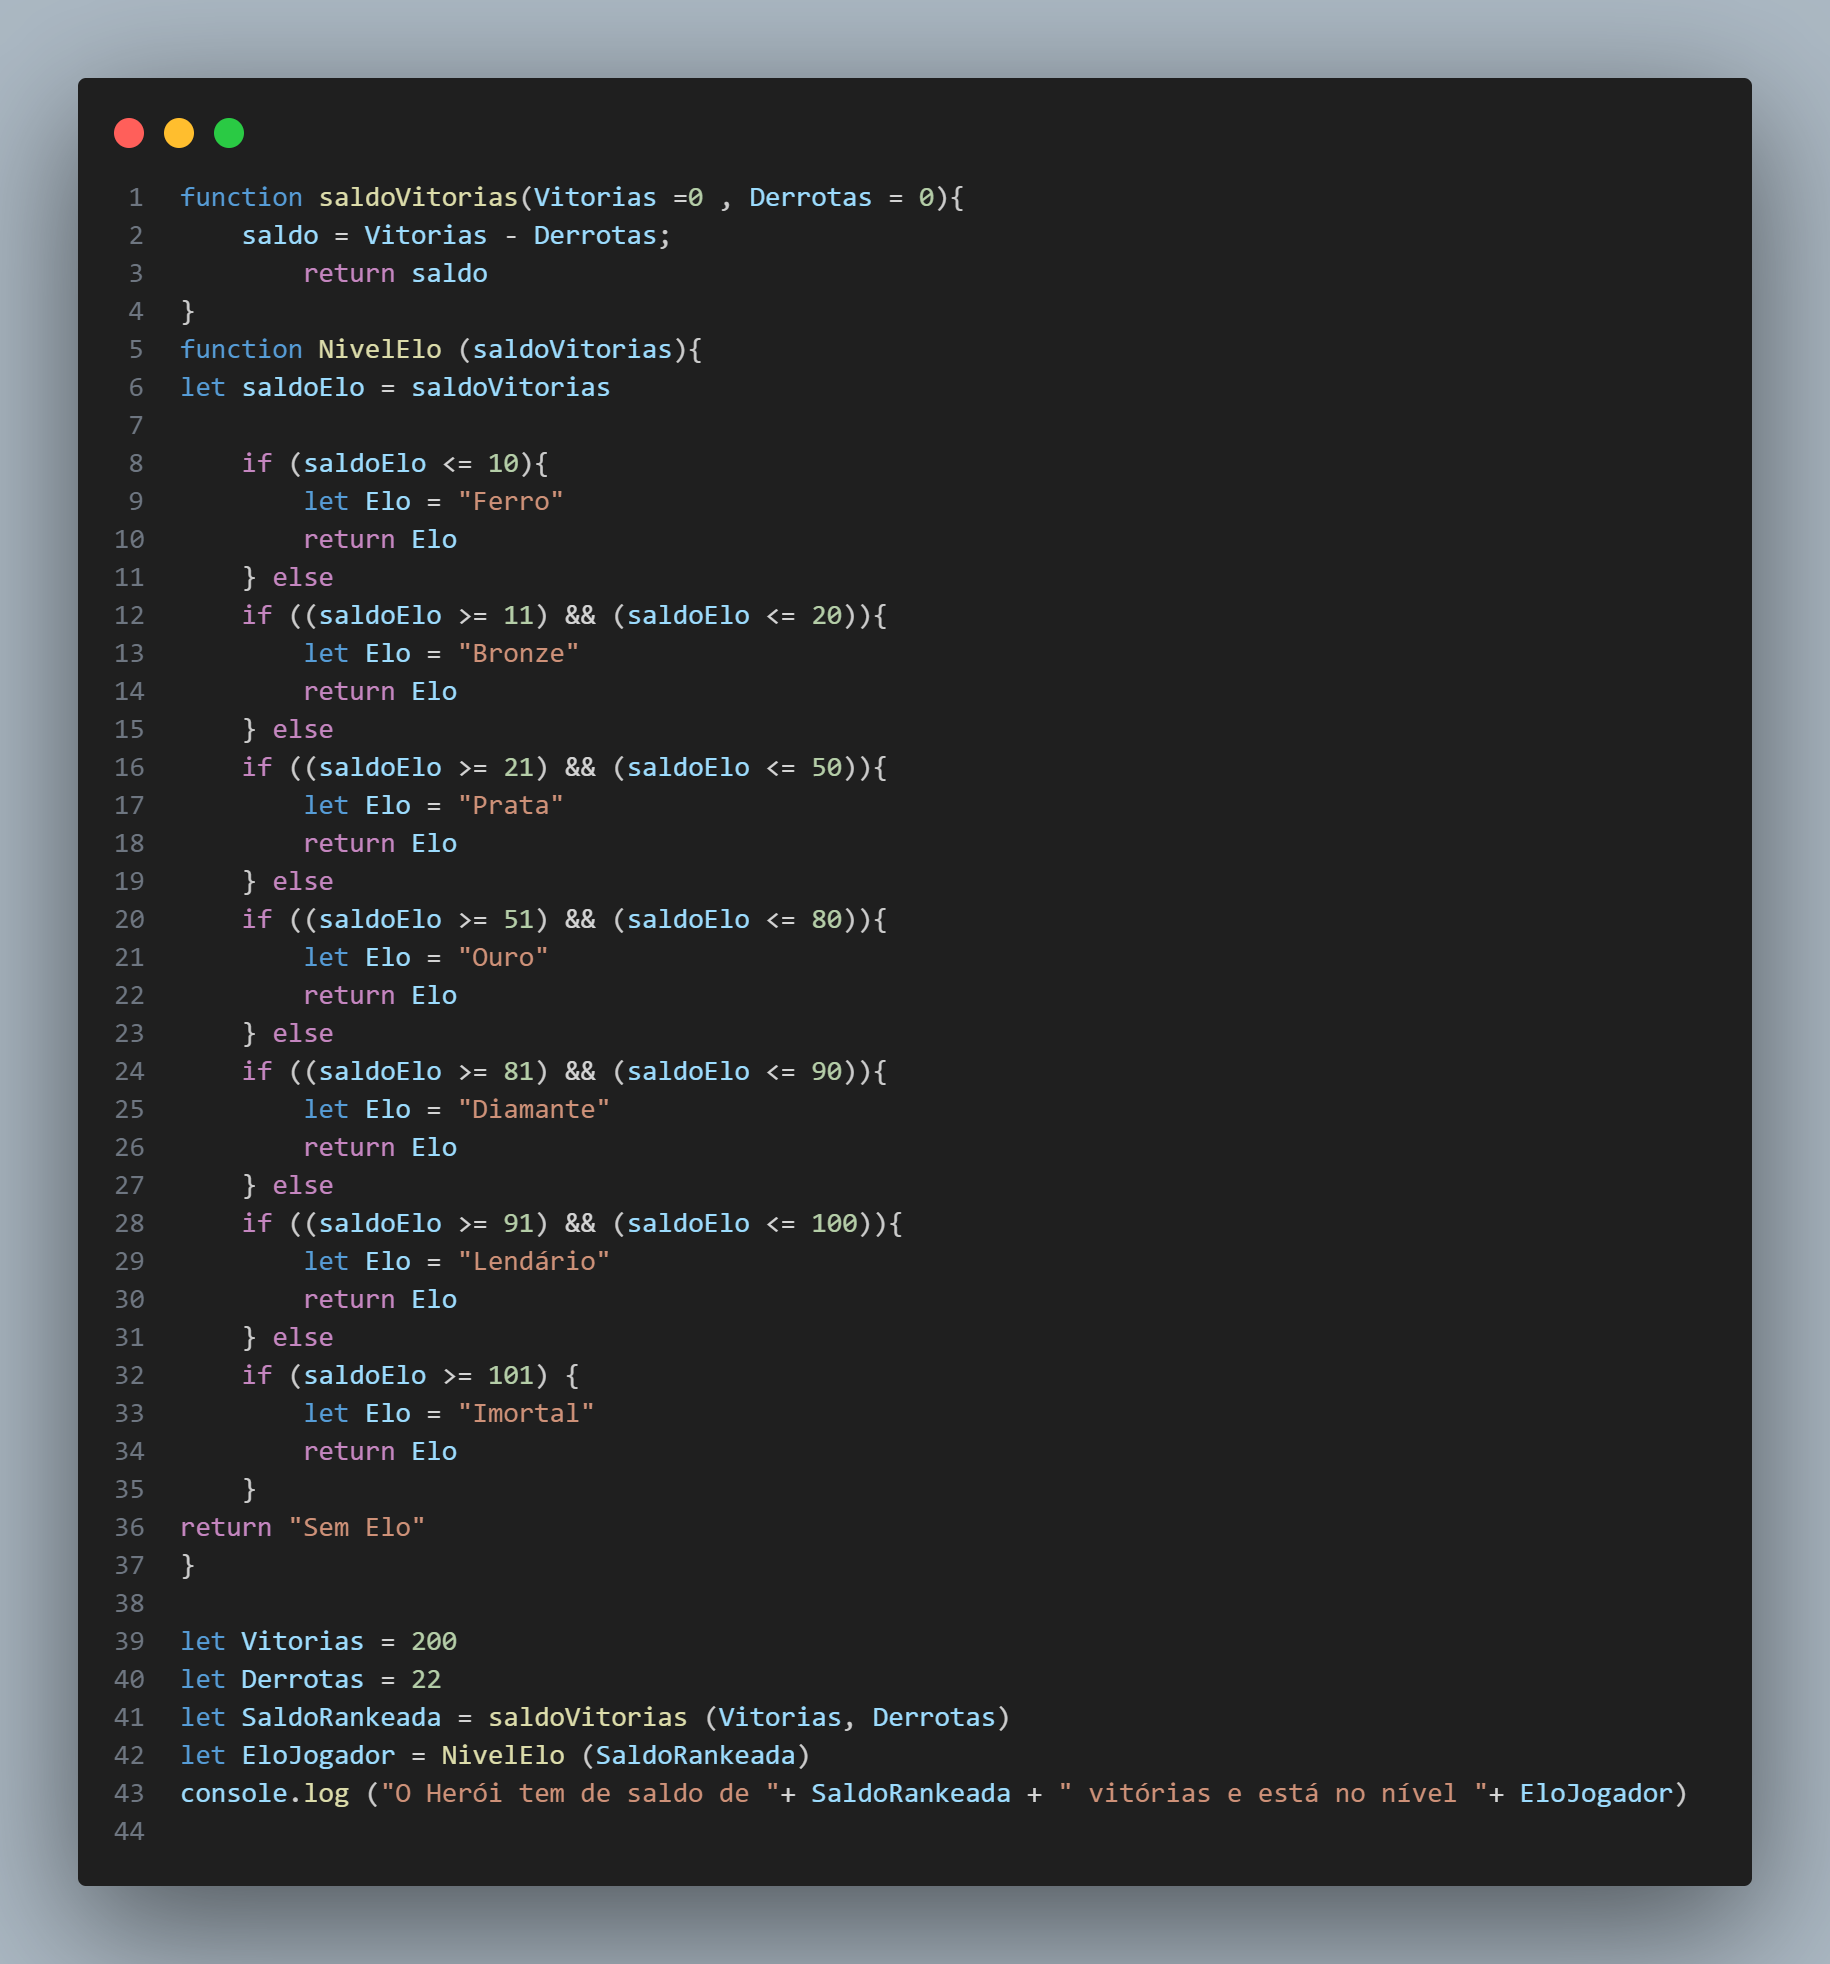 1 function saldoVitorias(Vitorias =0 , Derrotas = 0){
2     saldo = Vitorias - Derrotas;
3         return saldo
4 }
5 function NivelElo (saldoVitorias){
6 let saldoElo = saldoVitorias
7
8     if (saldoElo <= 10){
9         let Elo = "Ferro"
10         return Elo
11     } else
12     if ((saldoElo >= 11) && (saldoElo <= 20)){
13         let Elo = "Bronze"
14         return Elo
15     } else
16     if ((saldoElo >= 21) && (saldoElo <= 50)){
17         let Elo = "Prata"
18         return Elo
19     } else
20     if ((saldoElo >= 51) && (saldoElo <= 80)){
21         let Elo = "Ouro"
22         return Elo
23     } else
24     if ((saldoElo >= 81) && (saldoElo <= 90)){
25         let Elo = "Diamante"
26         return Elo
27     } else
28     if ((saldoElo >= 91) && (saldoElo <= 100)){
29         let Elo = "Lendário"
30         return Elo
31     } else
32     if (saldoElo >= 101) {
33         let Elo = "Imortal"
34         return Elo
35     }
36 return "Sem Elo"
37 }
38
39 let Vitorias = 200
40 let Derrotas = 22
41 let SaldoRankeada = saldoVitorias (Vitorias, Derrotas)
42 let EloJogador = NivelElo (SaldoRankeada)
43 console.log ("O Herói tem de saldo de "+ SaldoRankeada + " vitórias e está no nível "+ EloJogador)
44